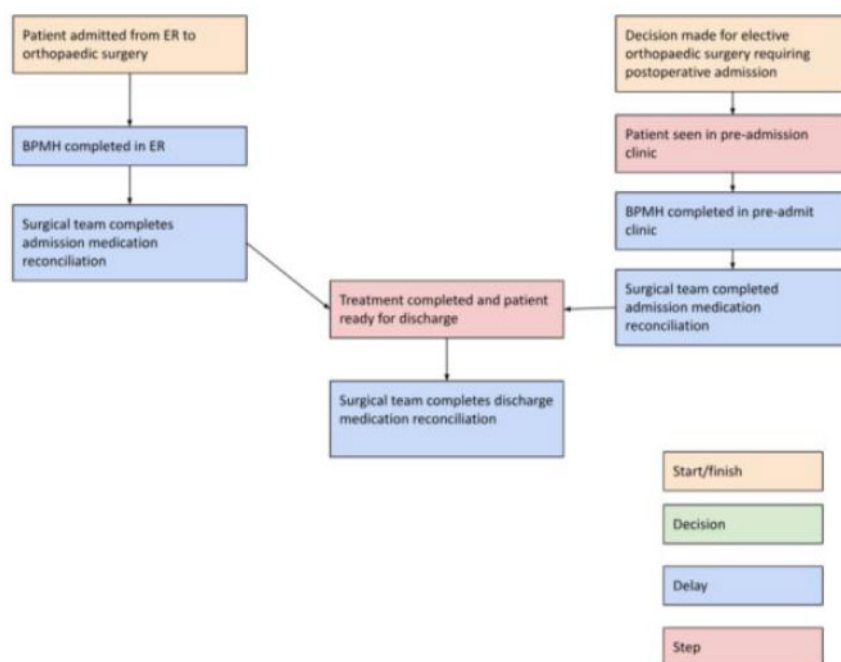 Patient admitted from ER to
orthopaedic surgery
BPMH completed in ER
Surgical team completes
admission medication
reconciliation
Decision made for elective
orthopaedic surgery requiring
postoperative admission
Patient seen in pre-admission
clinic
BPMH completed in pre-admit
clinic
Surgical team completed
admission medication
reconciliation
Treatment completed and patient
ready for discharge
Surgical team completes discharge
medication reconciliation
Start/finish
Decision
Delay
Step